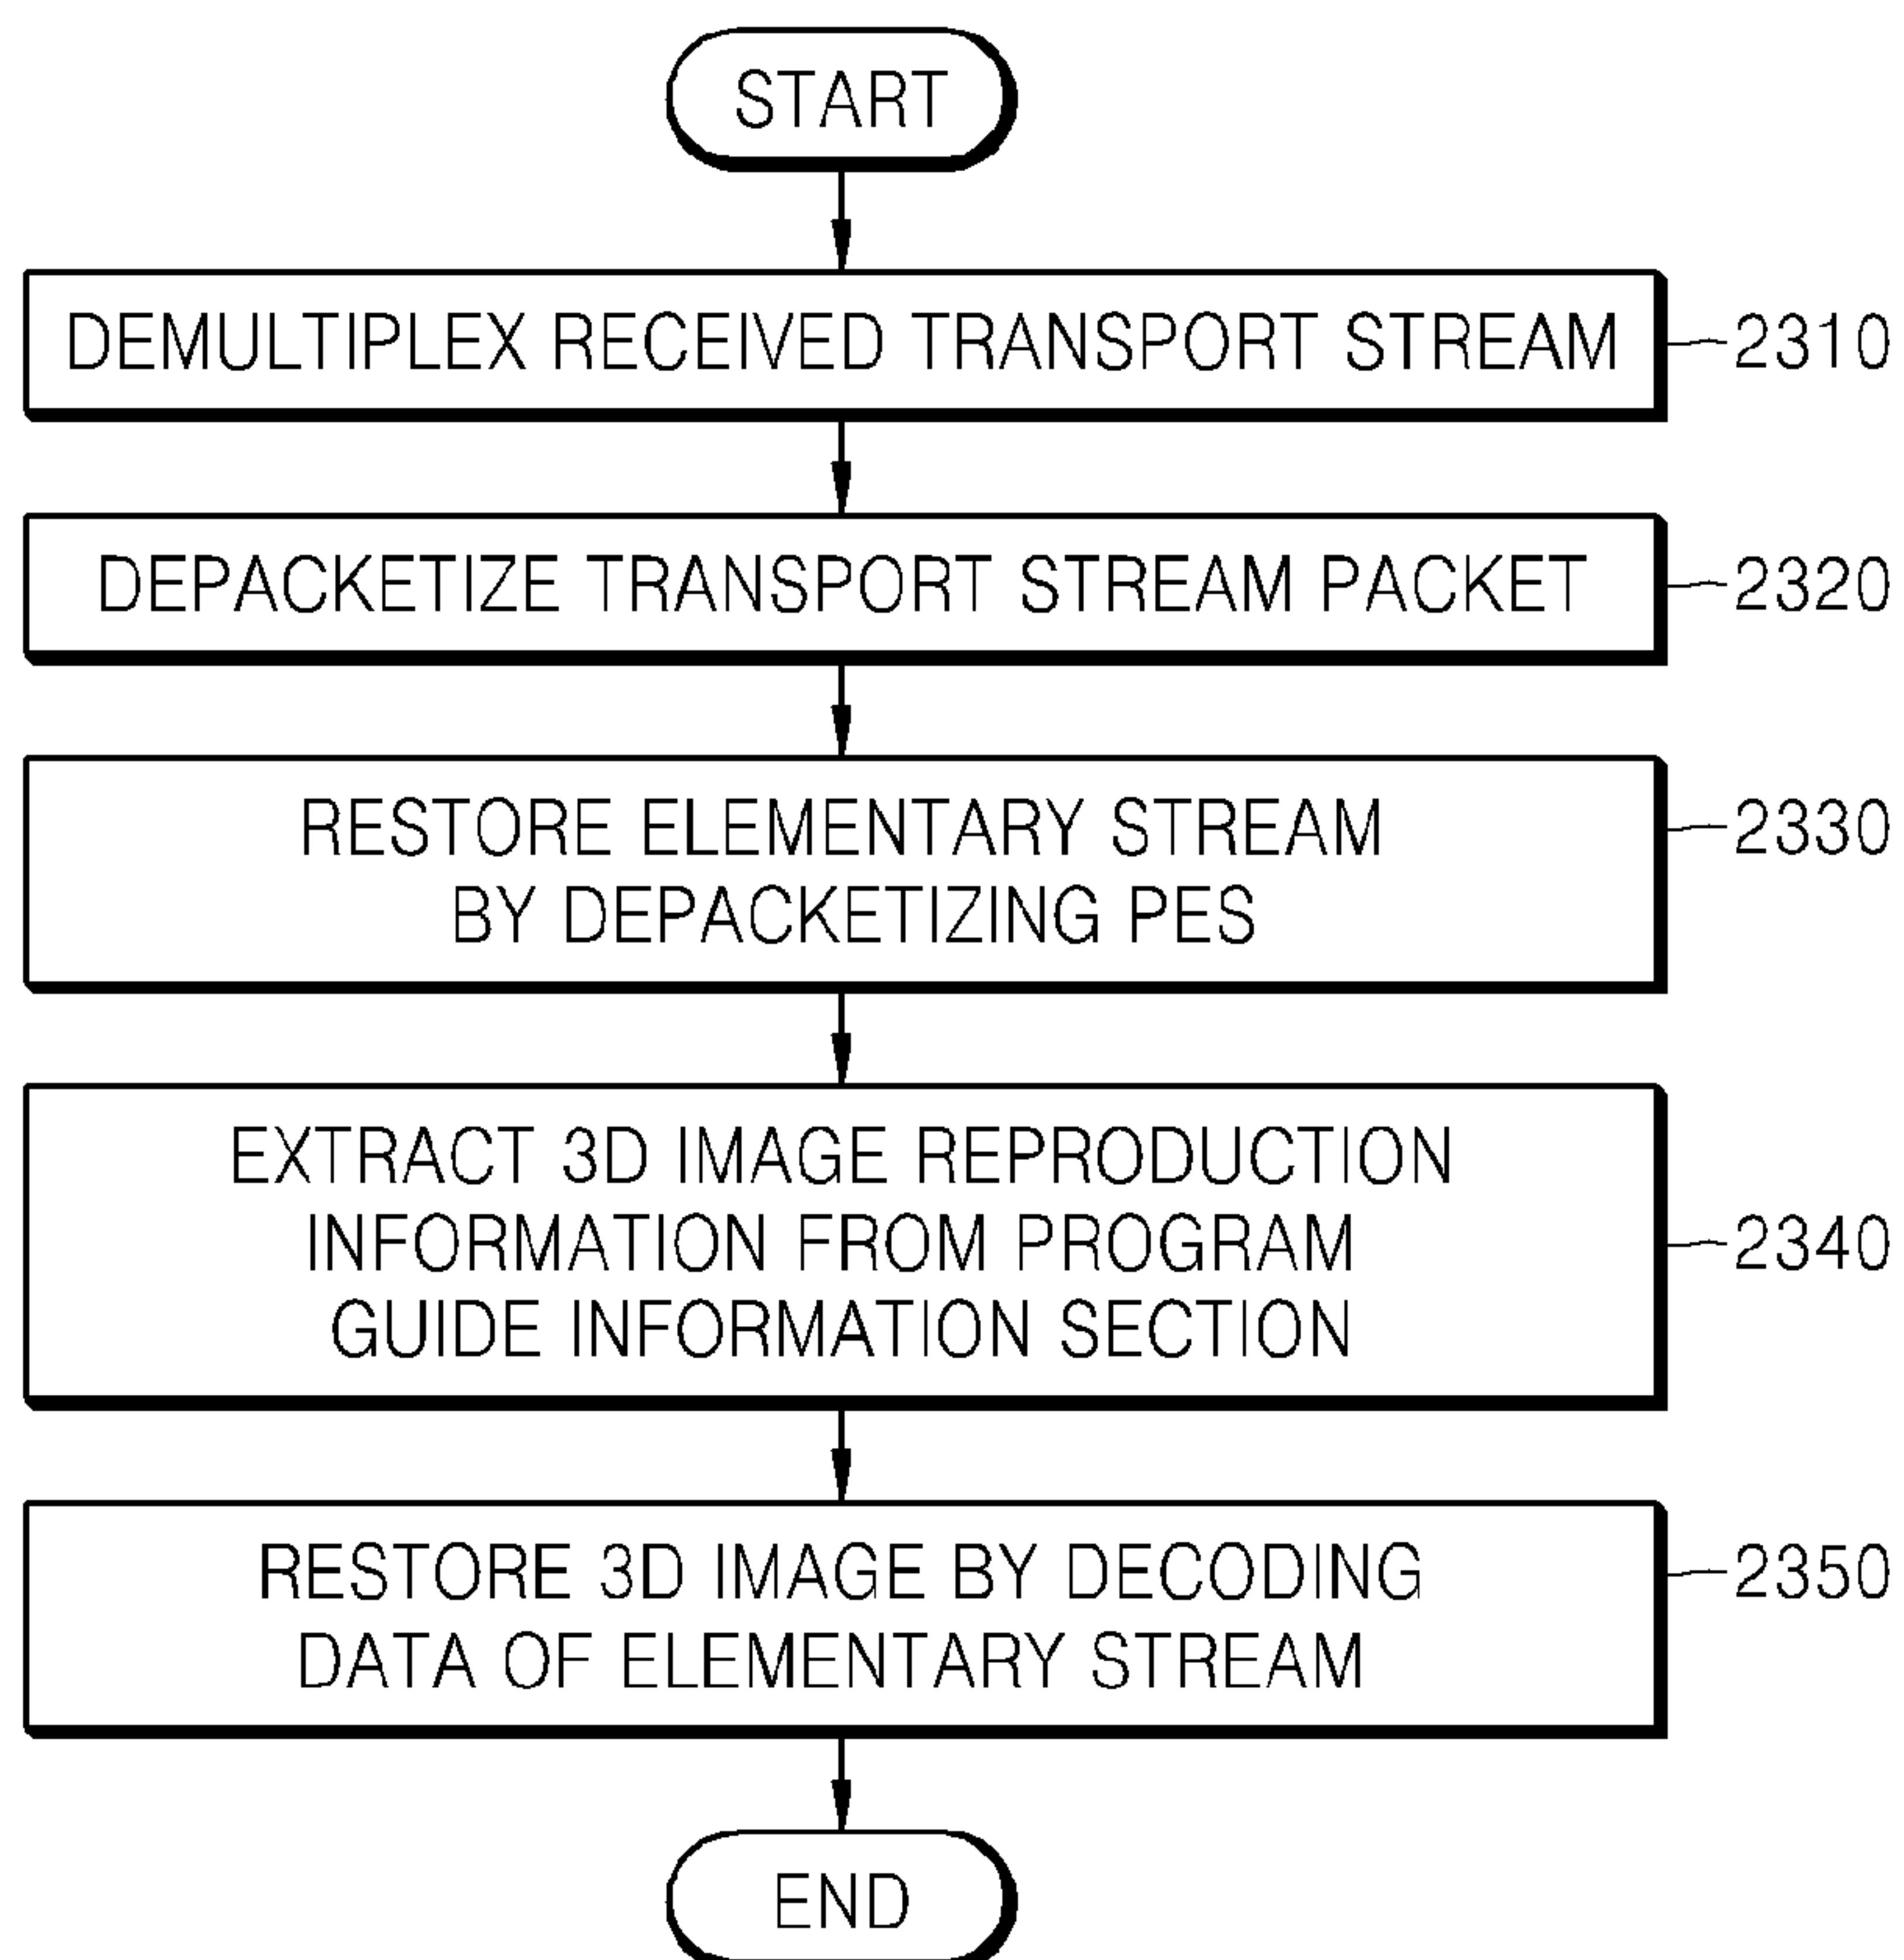 START
DEMULTIPLEX RECEIVED TRANSPORT STREAM
2310
DEPACKETIZE TRANSPORT STREAM PACKET
2320
RESTORE ELEMENTARY STREAM
BY DEPACKETIZING PES
2330
EXTRACT 3D IMAGE REPRODUCTION
INFORMATION FROM PROGRAM
GUIDE INFORMATION SECTION
2340
RESTORE 3D IMAGE BY DECODING
DATA OF ELEMENTARY STREAM
2350
END